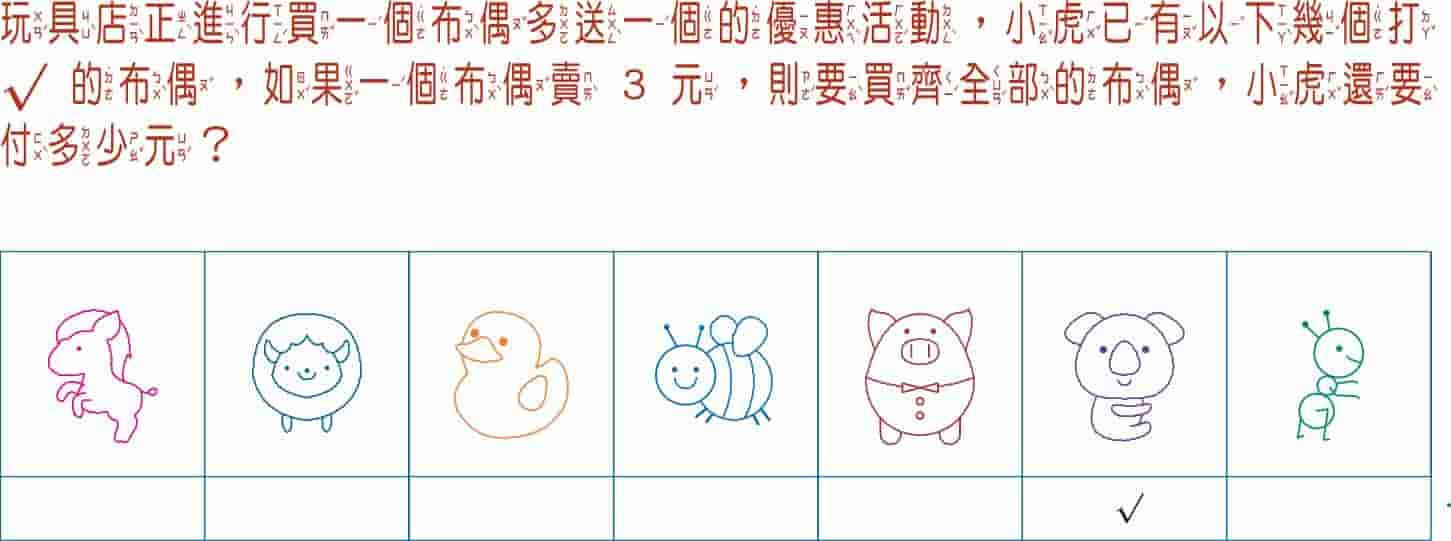 玩具店正進行買一個布偶多送一個的優惠活動，小虎已有以下幾個打
√ 的布偶，如果一個布偶賣 3 元，則要買齊全部的布偶，小虎還要
付多少元？
√